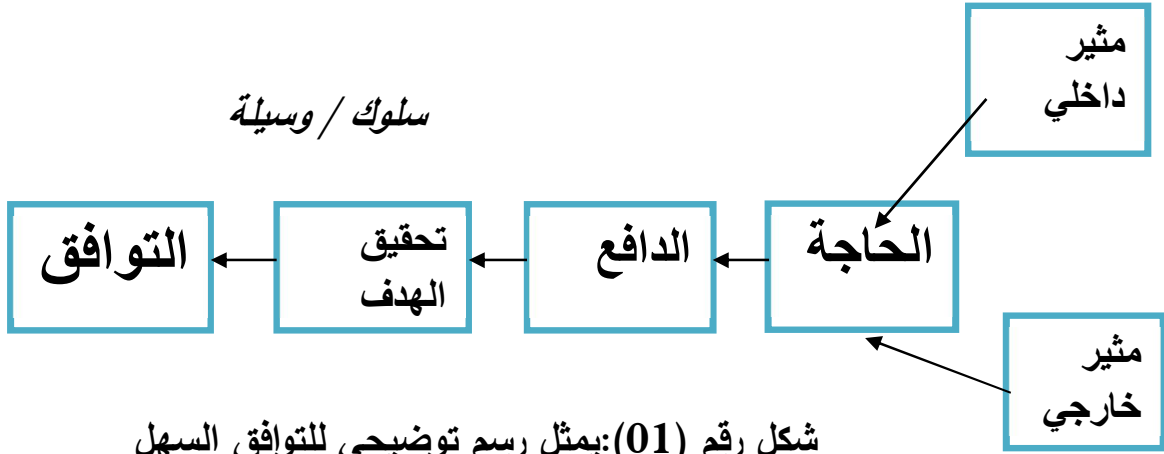 مثير
داخلي
سلوك / وسيلة
الحاجة
الدافع
تحقيق
الهدف
التوافق
مثير
خارجي
شكل رقم (01):يمثل رسم توضيحي للتوافق السهل